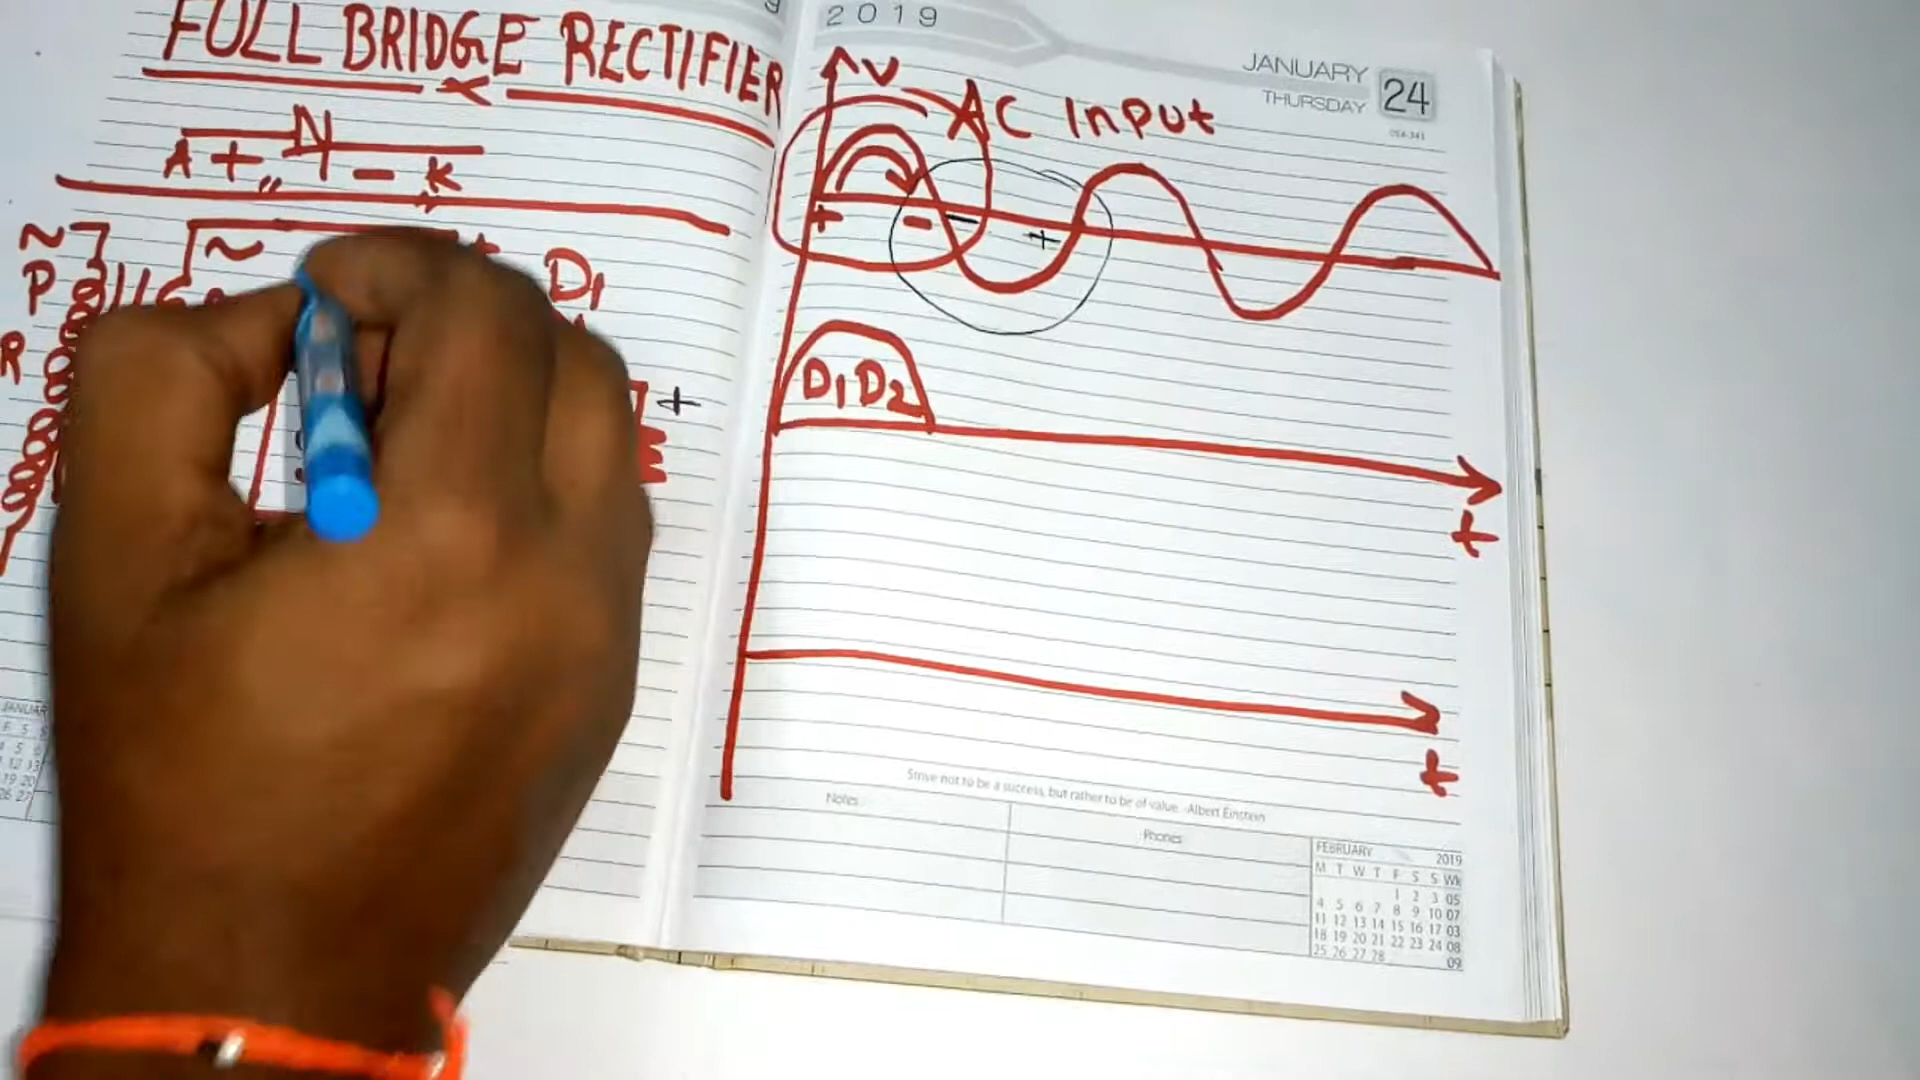 FULL BRIDGE RECTIFIER
A + - K
~
~
+
P
D1
R
+
2019
JANUARY 24
THURSDAY
V
AC Input
+ - - +
D1 D2
t
t
Strive not to be a success, but rather to be of value. -Albert Einstein
Notes
Phones
FEBRUARY 2019
M T W T F S S Wk
1 2 3 05
4 5 6 7 8 9 10 07
11 12 13 14 15 16 17 03
18 19 20 21 22 23 24 08
25 26 27 28 09